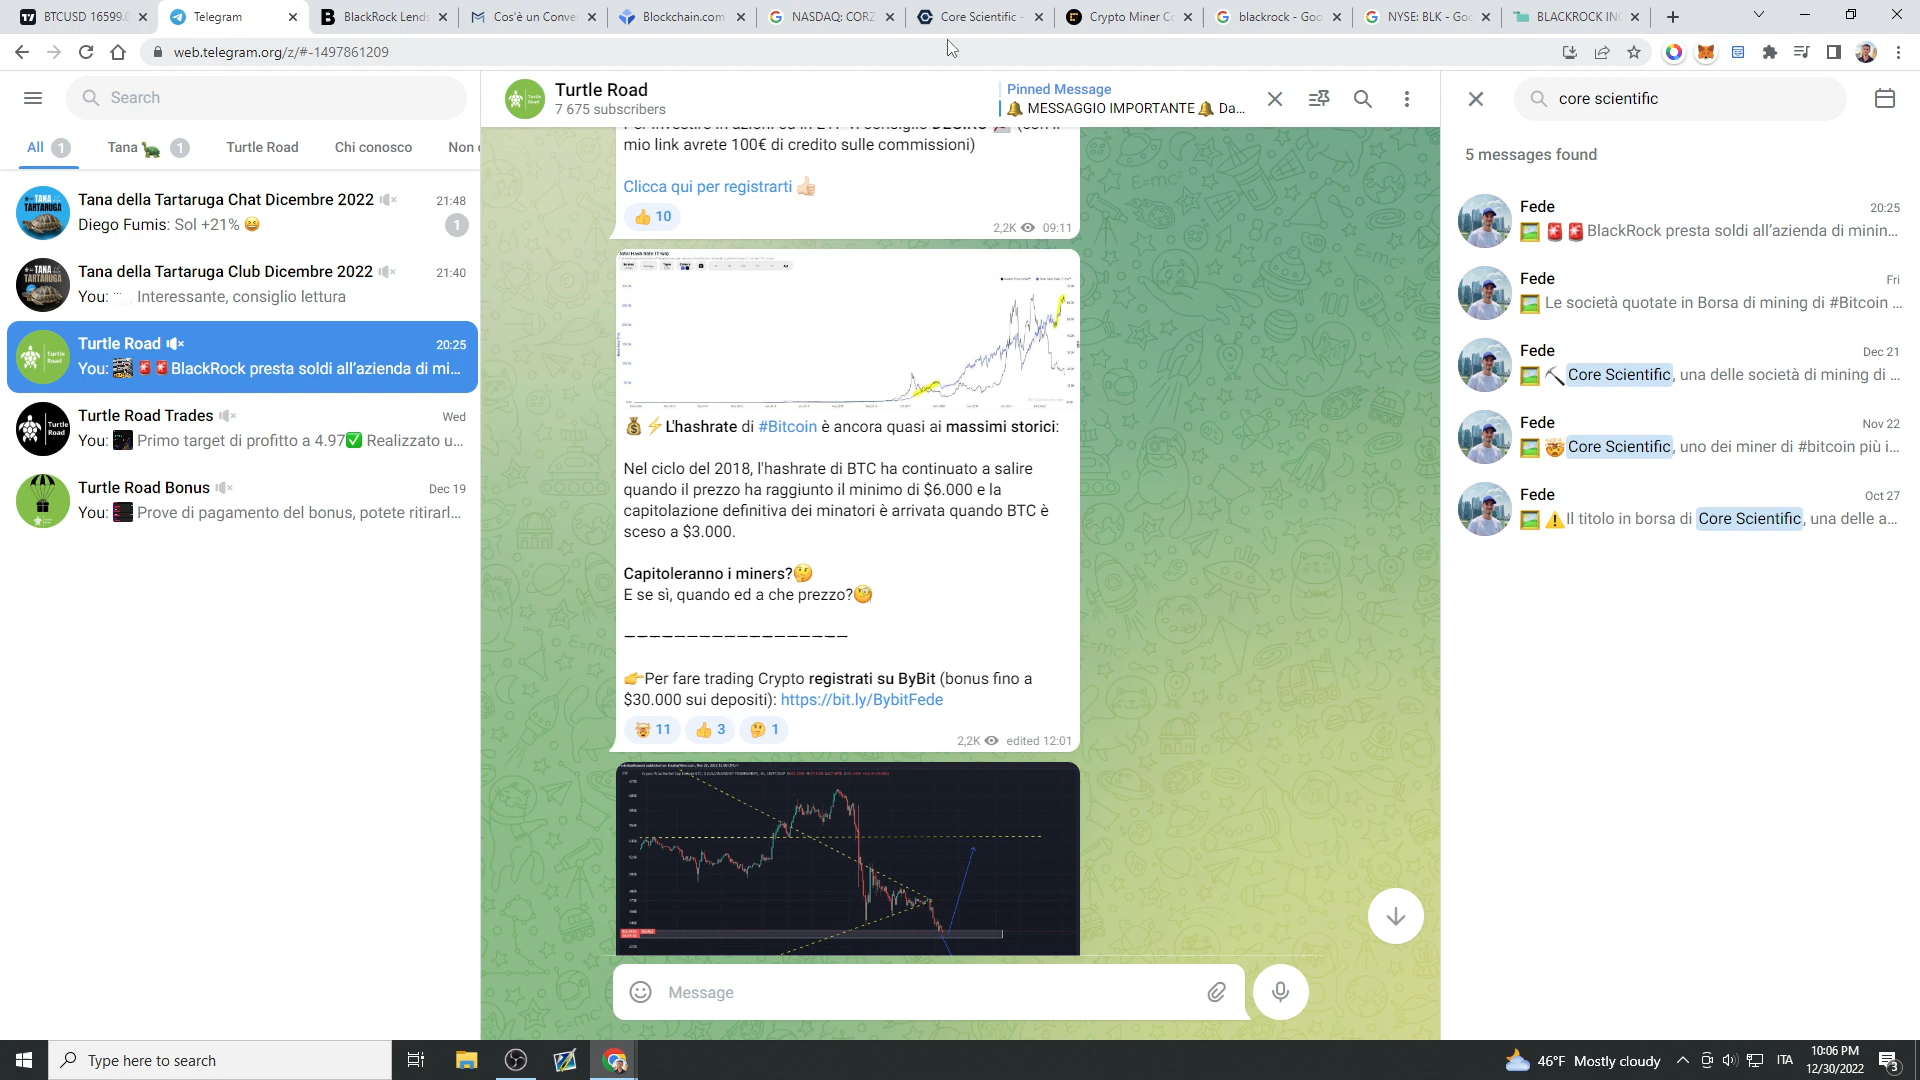 BTCUSD 16599.
Telegram
BlackRock Lends
Cos'è un Conve
Blockchain.com
NASDAQ: CORZ
Core Scientific -
Crypto Miner C
blackrock - Goo
NYSE: BLK - Go
BLACKROCK IN
web.telegram.org/z/#-1497861209
Search
All 1
Tana 🐢 1
Turtle Road
Chi conosco
Non
Tana della Tartaruga Chat Dicembre 2022
21:48
Diego Fumis: Sol +21% 😆
1
Tana della Tartaruga Club Dicembre 2022
21:40
You: Interessante, consiglio lettura
Turtle Road
20:25
You: 🚨🚨BlackRock presta soldi all'azienda di mi...
Turtle Road Trades
Wed
You: Primo target di profitto a 4.97✅ Realizzato u...
Turtle Road Bonus
Dec 19
You: Prove di pagamento del bonus, potete ritirarl...
Turtle Road
7 675 subscribers
Pinned Message
🔔 MESSAGGIO IMPORTANTE 🔔 Da...
mio link avrete 100€ di credito sulle commissioni)
Clicca qui per registrarti 👍🏻
👍 10
2,2K 09:11
💰⚡L'hashrate di #Bitcoin è ancora quasi ai massimi storici:
Nel ciclo del 2018, l'hashrate di BTC ha continuato a salire
quando il prezzo ha raggiunto il minimo di $6.000 e la
capitolazione definitiva dei minatori è arrivata quando BTC è
sceso a $3.000.
Capitoleranno i miners?🤔
E se sì, quando ed a che prezzo?🧐
——————————————————
👉Per fare trading Crypto registrati su ByBit (bonus fino a
$30.000 sui depositi): https://bit.ly/BybitFede
🤯 11 👍 3 🤔 1
2,2K edited 12:01
Message
core scientific
5 messages found
Fede
20:25
🖼️ 🚨🚨BlackRock presta soldi all'azienda di minin...
Fede
Fri
🖼️ Le società quotate in Borsa di mining di #Bitcoin ...
Fede
Dec 21
🖼️ ⛏️Core Scientific, una delle società di mining di ...
Fede
Nov 22
🖼️ 🤯Core Scientific, uno dei miner di #bitcoin più i...
Fede
Oct 27
🖼️ ⚠️Il titolo in borsa di Core Scientific, una delle a...
Type here to search
46°F Mostly cloudy
ITA
10:06 PM
12/30/2022
3